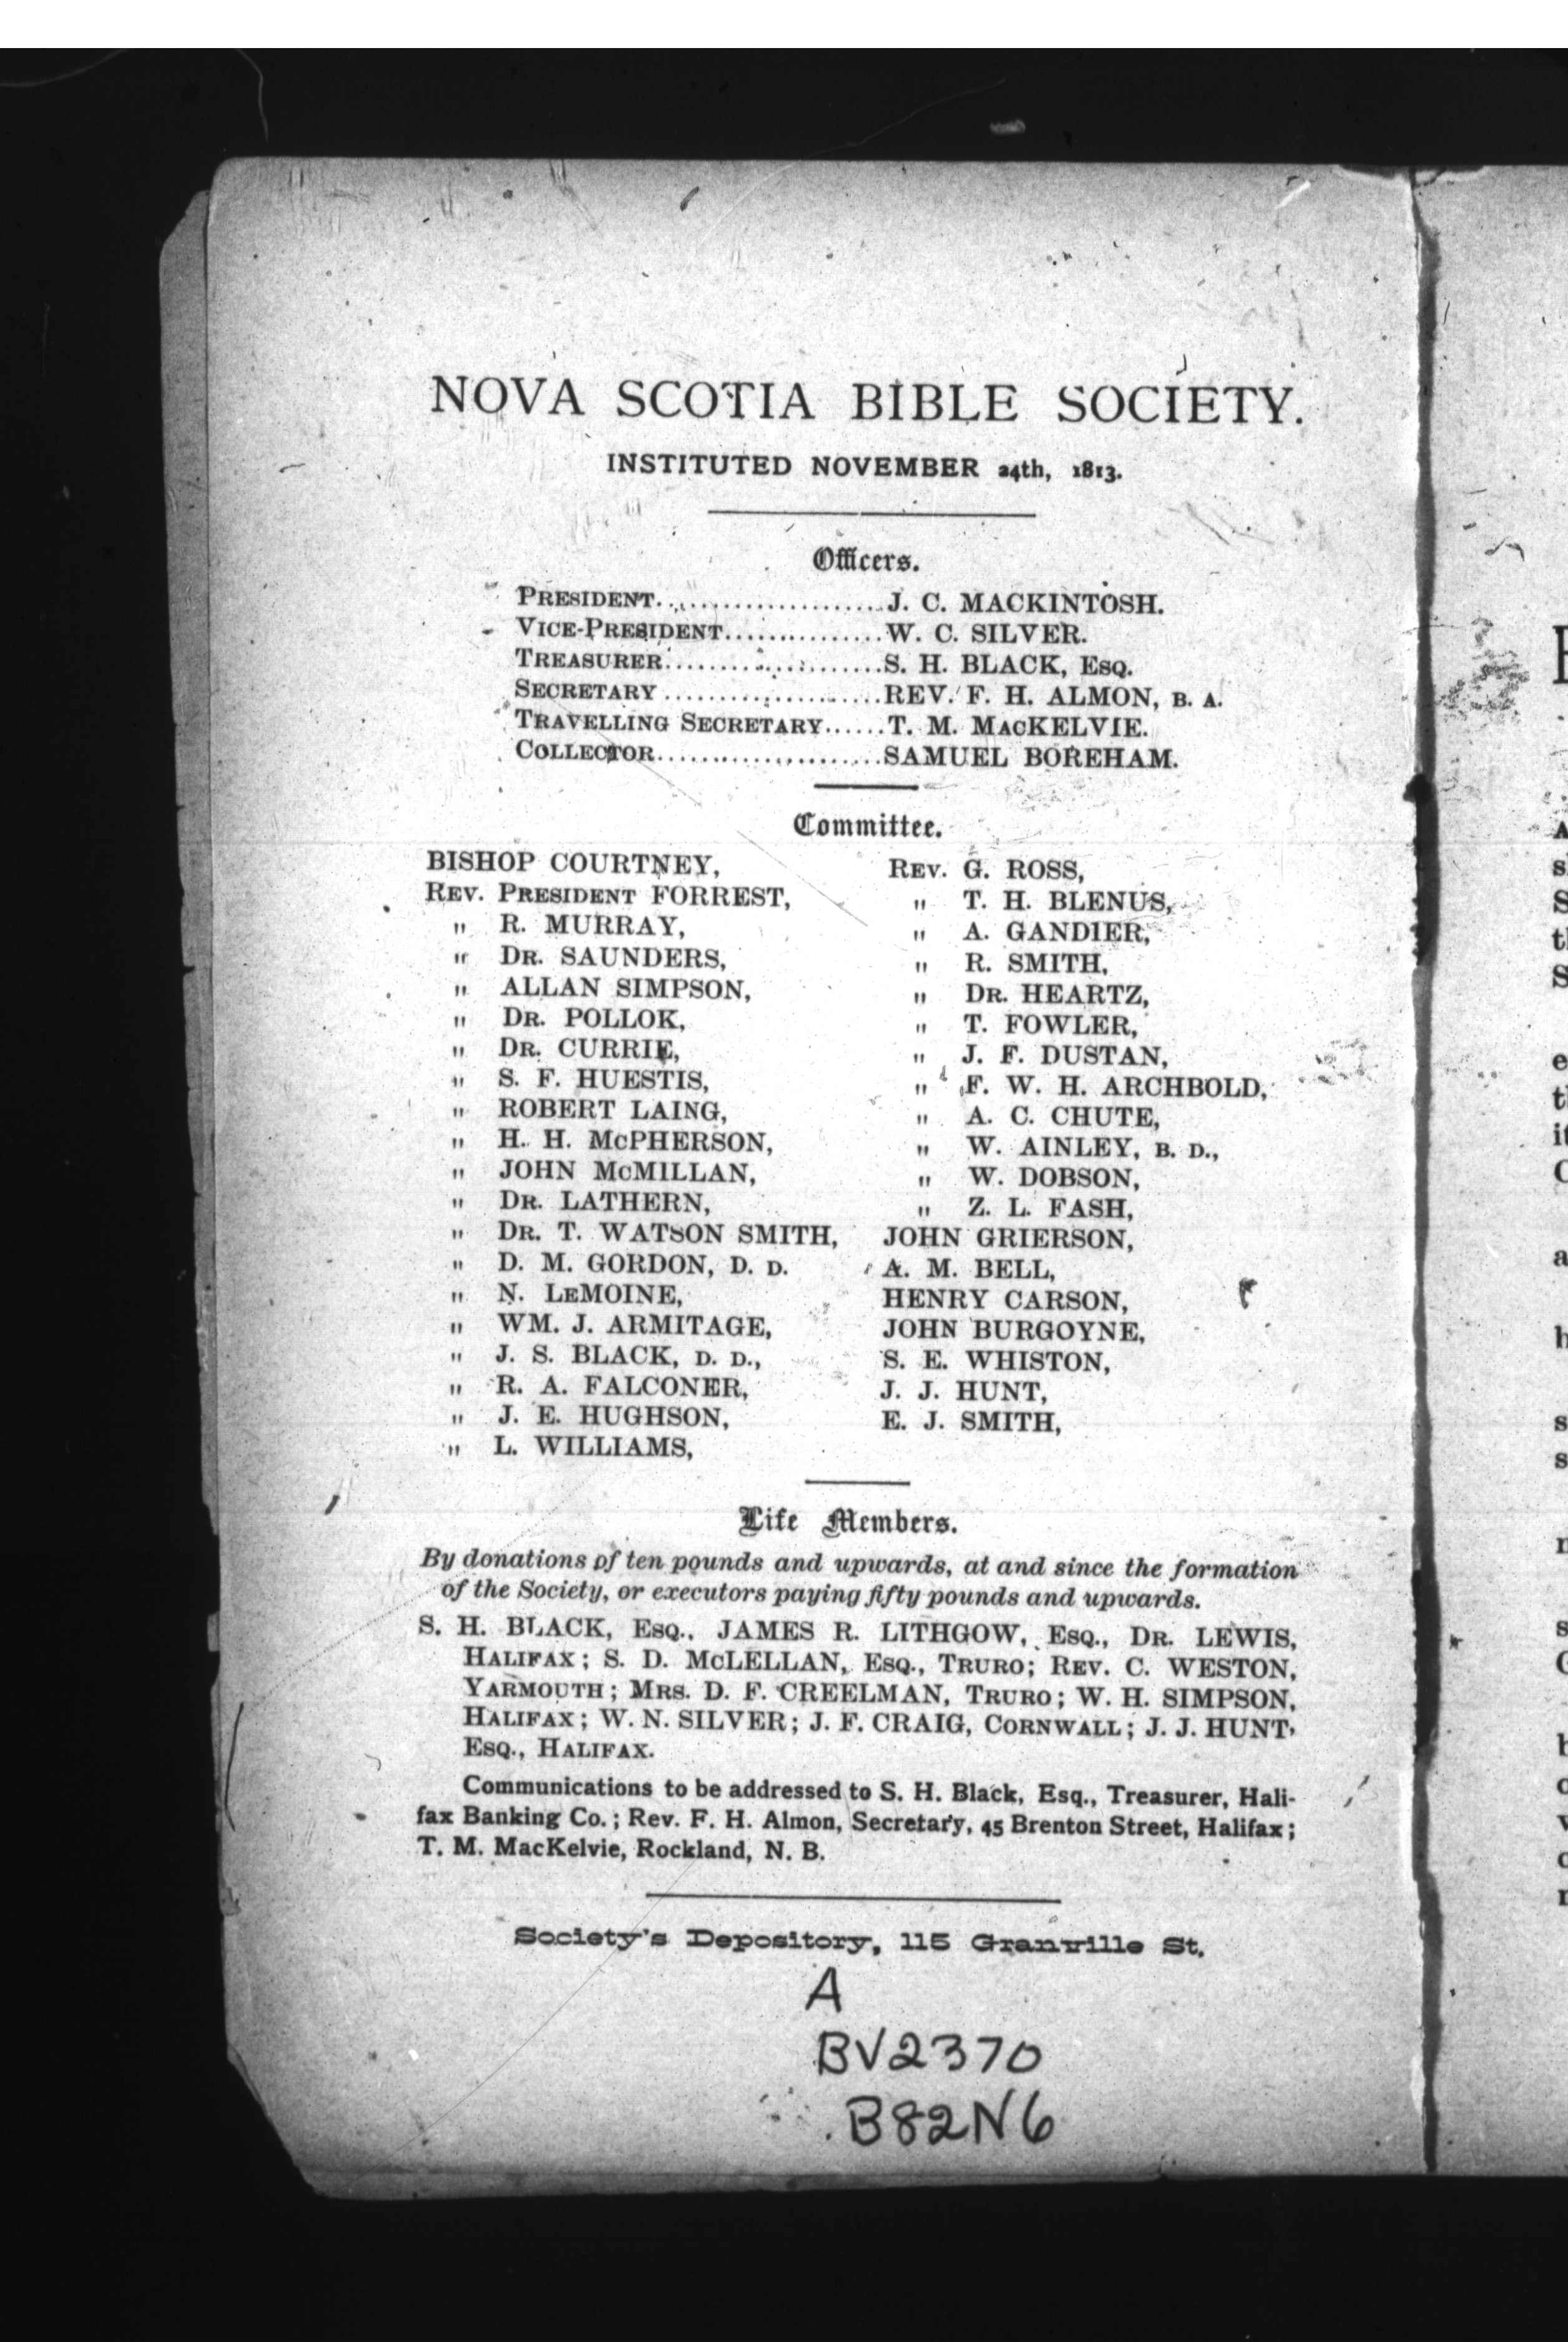 NOVA SCOTIA BIBLE SOCIETY.
INSTITUTED NOVEMBER 24th, 1813.
Officers.
PRESIDENT......................J. C. MACKINTOSH.
VICE-PRESIDENT...............W. C. SILVER.
TREASURER.....................S. H. BLACK, ESQ.
SECRETARY.....................REV. F. H. ALMON, B. A.
TRAVELLING SECRETARY......T. M. MACKELVIE.
COLLECTOR......................SAMUEL BOREHAM.
Committee.
BISHOP COURTNEY,
REV. PRESIDENT FORREST,
" R. MURRAY,
" DR. SAUNDERS,
" ALLAN SIMPSON,
" DR. POLLOK,
" DR. CURRIE,
" S. F. HUESTIS,
" ROBERT LAING,
" H. H. McPHERSON,
" JOHN McMILLAN,
" DR. LATHERN,
" DR. T. WATSON SMITH,
" D. M. GORDON, D. D.
" N. LEMOINE,
" WM. J. ARMITAGE,
" J. S. BLACK, D. D.,
" R. A. FALCONER,
" J. E. HUGHSON,
" L. WILLIAMS,
REV. G. ROSS,
" T. H. BLENUS,
" A. GANDIER,
" R. SMITH,
" DR. HEARTZ,
" T. FOWLER,
" J. F. DUSTAN,
" F. W. H. ARCHBOLD,
" A. C. CHUTE,
" W. AINLEY, B. D.,
" W. DOBSON,
" Z. L. FASH,
JOHN GRIERSON,
A. M. BELL,
HENRY CARSON,
JOHN BURGOYNE,
S. E. WHISTON,
J. J. HUNT,
E. J. SMITH,
Life Members.
By donations of ten pounds and upwards, at and since the formation
of the Society, or executors paying fifty pounds and upwards.
S. H. BLACK, ESQ., JAMES R. LITHGOW, ESQ., DR. LEWIS,
HALIFAX; S. D. McLELLAN, ESQ., TRURO; REV. C. WESTON,
YARMOUTH; MRS. D. F. CREELMAN, TRURO; W. H. SIMPSON,
HALIFAX; W. N. SILVER; J. F. CRAIG, CORNWALL; J. J. HUNT,
ESQ., HALIFAX.
Communications to be addressed to S. H. Black, Esq., Treasurer, Hali-
fax Banking Co.; Rev. F. H. Almon, Secretary, 45 Brenton Street, Halifax;
T. M. MacKelvie, Rockland, N. B.
Society's Depository, 115 Granville St.
A
BV2370
.B82N6